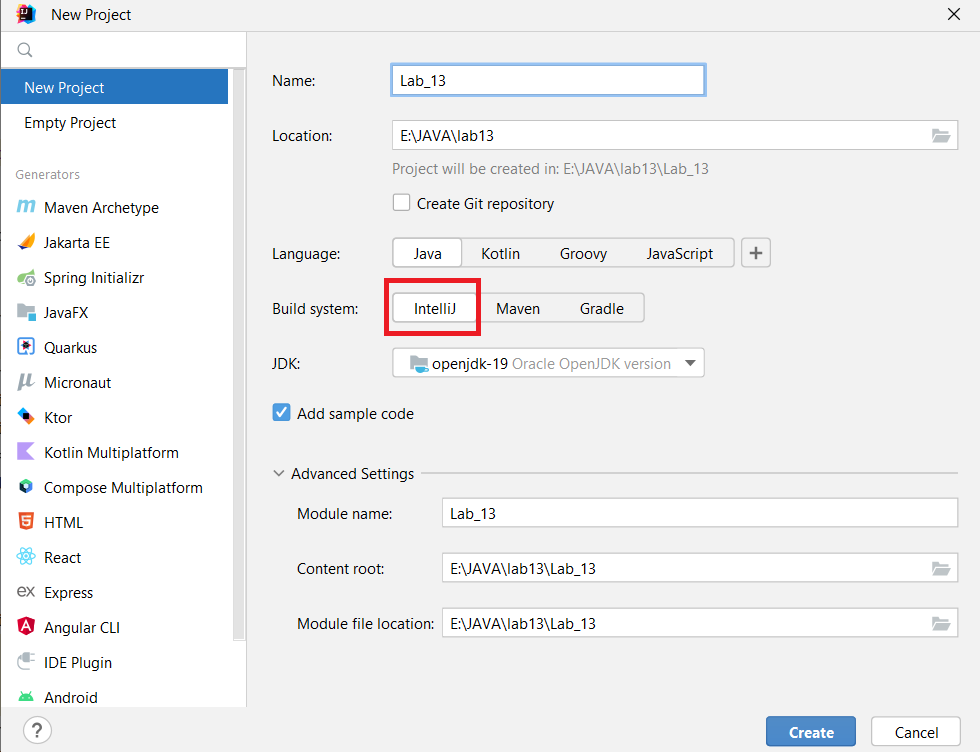 New Project
New Project
Empty Project
Generators
Maven Archetype
Jakarta EE
Spring Initializr
JavaFX
Quarkus
Micronaut
Ktor
Kotlin Multiplatform
Compose Multiplatform
HTML
React
ex Express
Angular CLI
IDE Plugin
Android
?
Name: Lab_13
Location: E:\JAVA\lab13
Project will be created in: E:\JAVA\lab13\Lab_13
Create Git repository
Language: Java Kotlin Groovy JavaScript +
Build system: IntelliJ Maven Gradle
JDK: openjdk-19 Oracle OpenJDK version
Add sample code
Advanced Settings
Module name: Lab_13
Content root: E:\JAVA\lab13\Lab_13
Module file location: E:\JAVA\lab13\Lab_13
Create Cancel